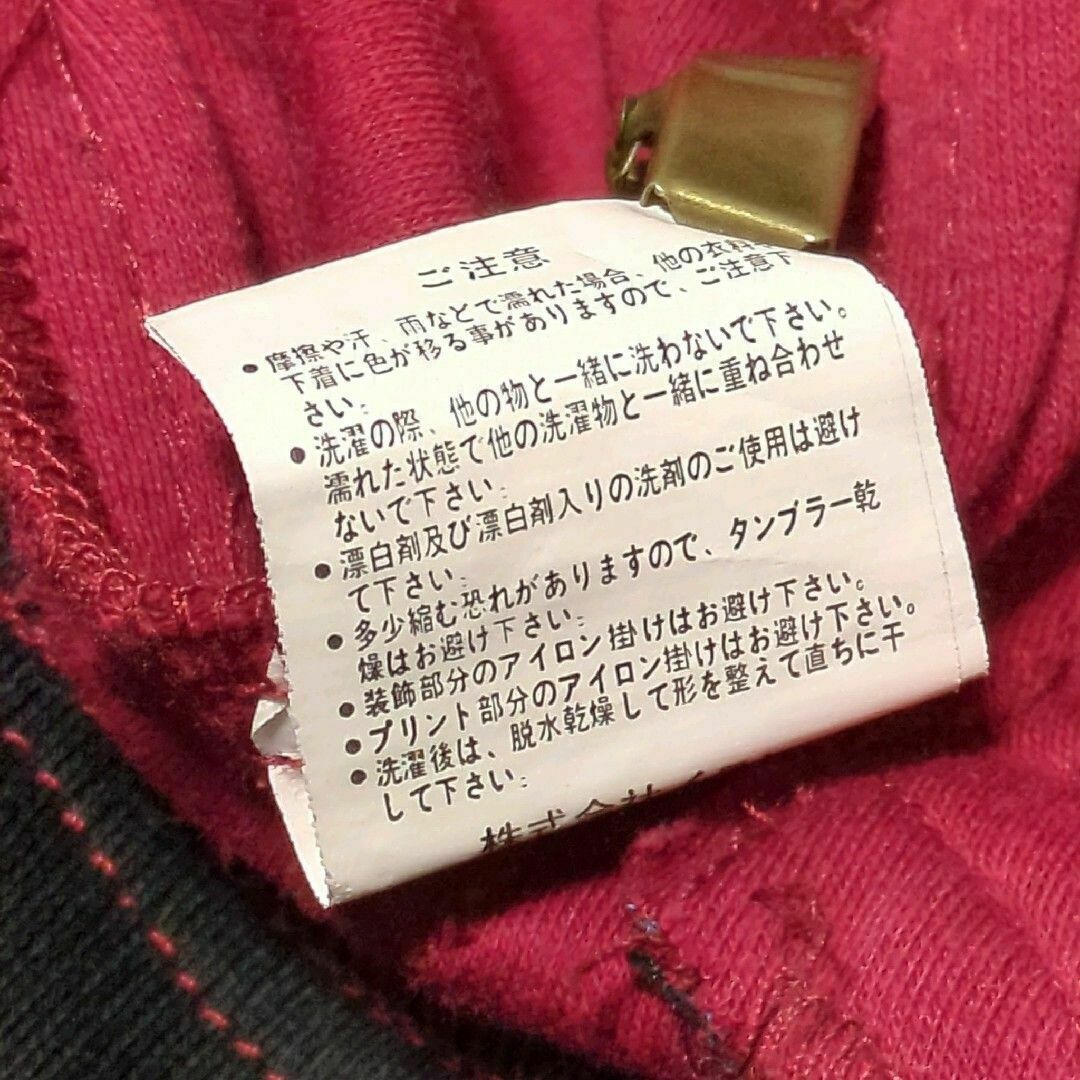 ご注意
●摩擦や汗、雨などで濡れた場合、他の衣料
下着に色が移る事がありますので、ご注意下
さい。
●洗濯の際、他の物と一緒に洗わないで下さい。
濡れた状態で他の洗濯物と一緒に重ね合わせ
ないで下さい。
●漂白剤及び漂白剤入りの洗剤のご使用は避け
て下さい。
●多少縮む恐れがありますので、タンブラー乾
燥はお避け下さい。
●装飾部分のアイロン掛けはお避け下さい。
●プリント部分のアイロン掛けはお避け下さい。
●洗濯後は、脱水乾燥して形を整えて直ちに干
して下さい。
株式会社